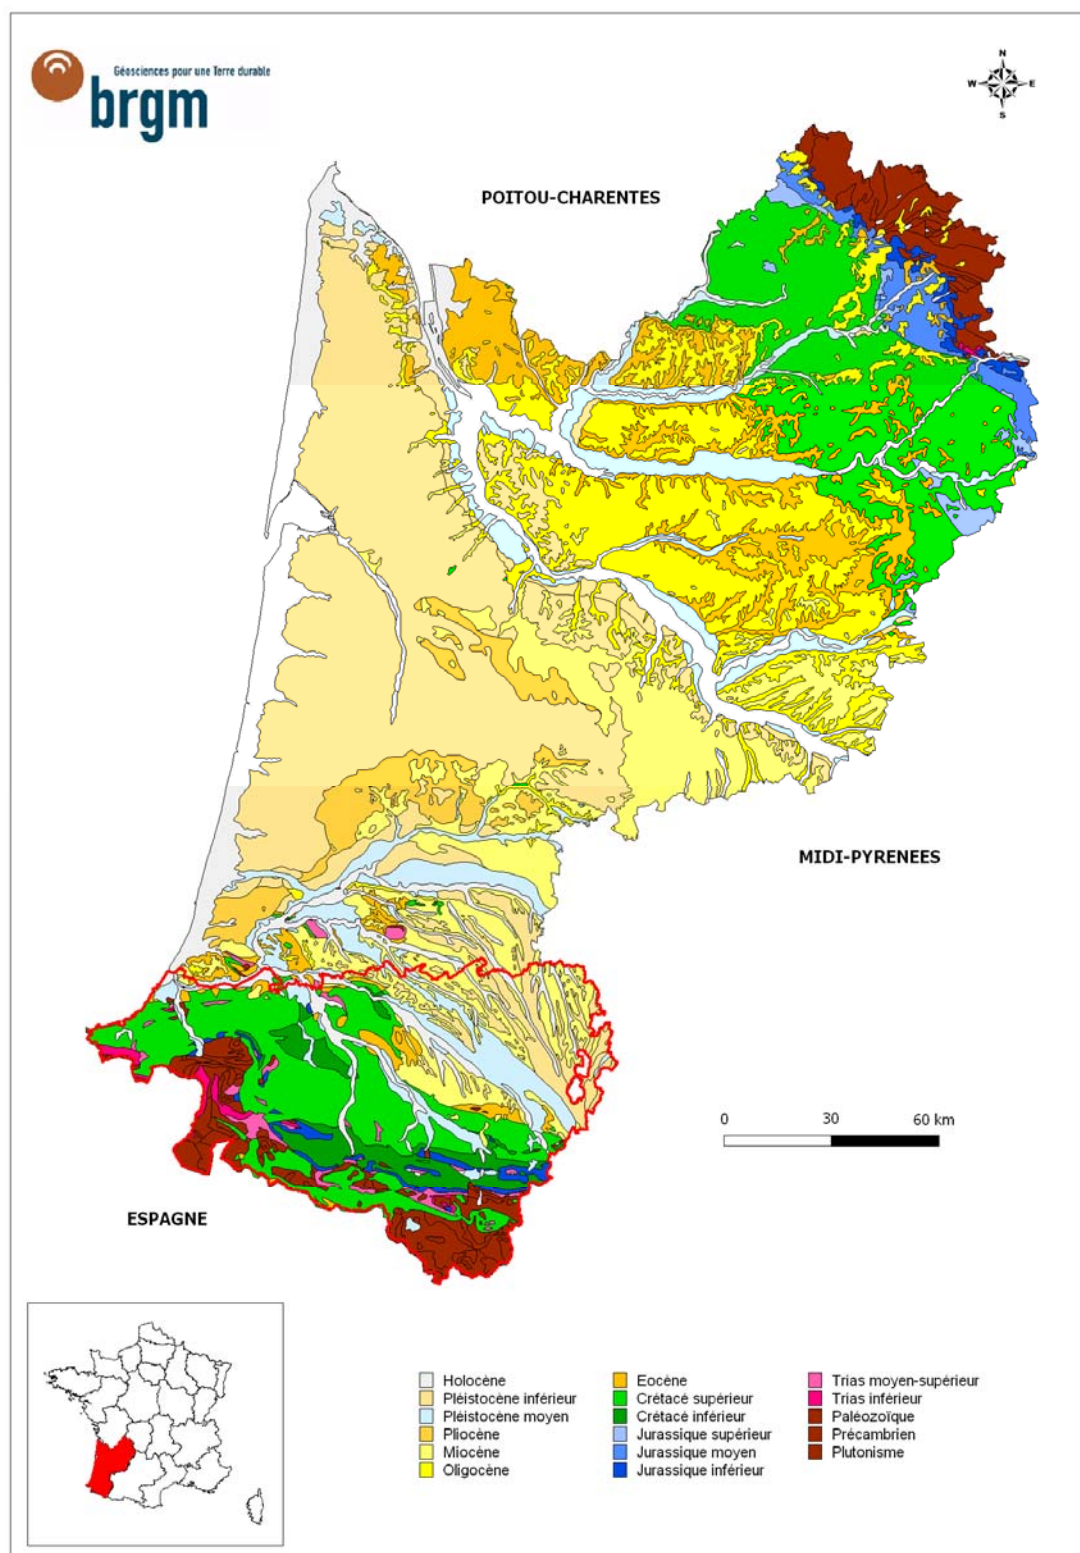 Géosciences pour une Terre durable
brgm
N
W
E
S
POITOU-CHARENTES
MIDI-PYRENEES
0 30 60 km
ESPAGNE
Holocène
Pléistocène inférieur
Pléistocène moyen
Pliocène
Miocène
Oligocène
Eocène
Crétacé supérieur
Crétacé inférieur
Jurassique supérieur
Jurassique moyen
Jurassique inférieur
Trias moyen-supérieur
Trias inférieur
Paléozoïque
Précambrien
Plutonisme